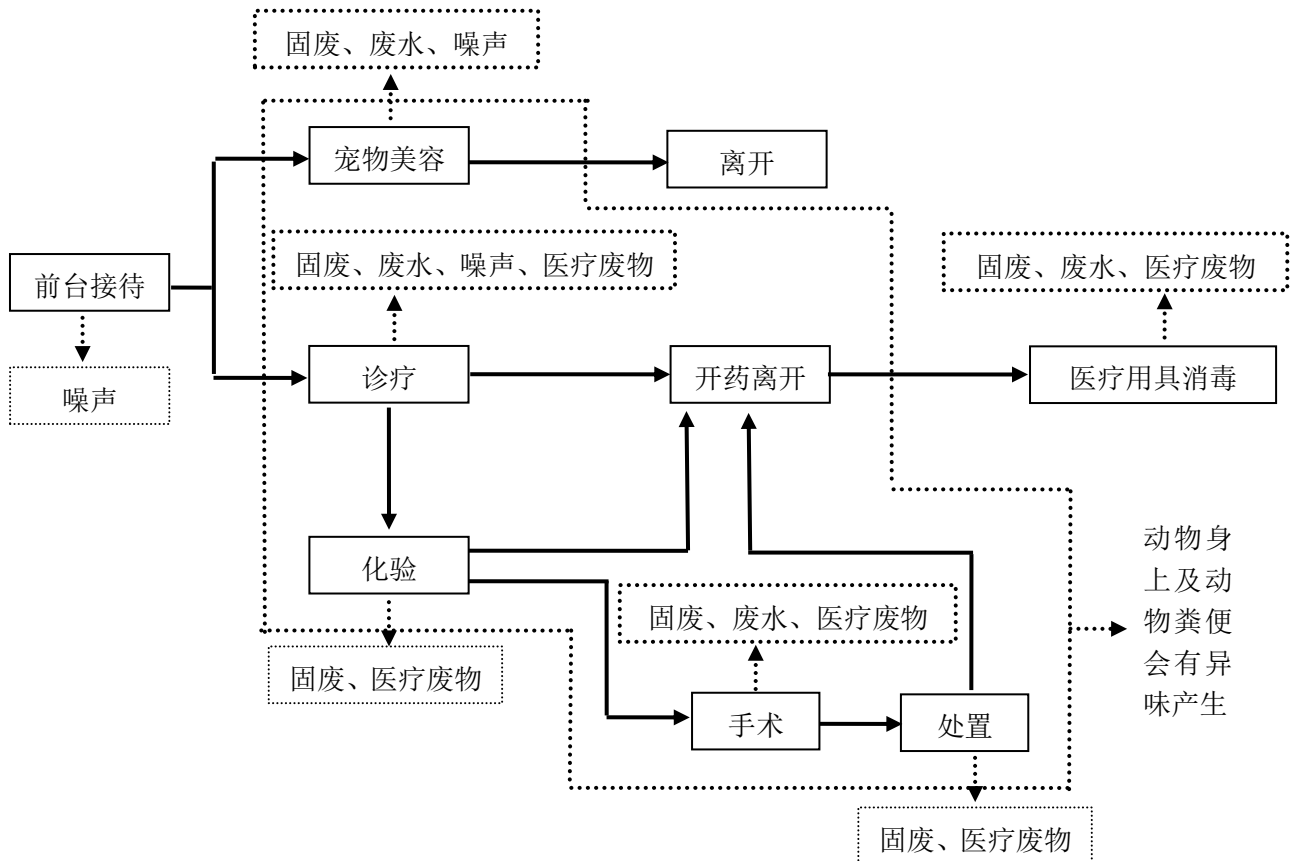 固废、废水、噪声
宠物美容
离开
固废、废水、噪声、医疗废物
固废、废水、医疗废物
前台接待
诊疗
开药离开
医疗用具消毒
噪声
化验
动物身
上及动
物粪便
会有异
味产生
固废、废水、医疗废物
固废、医疗废物
手术
处置
固废、医疗废物